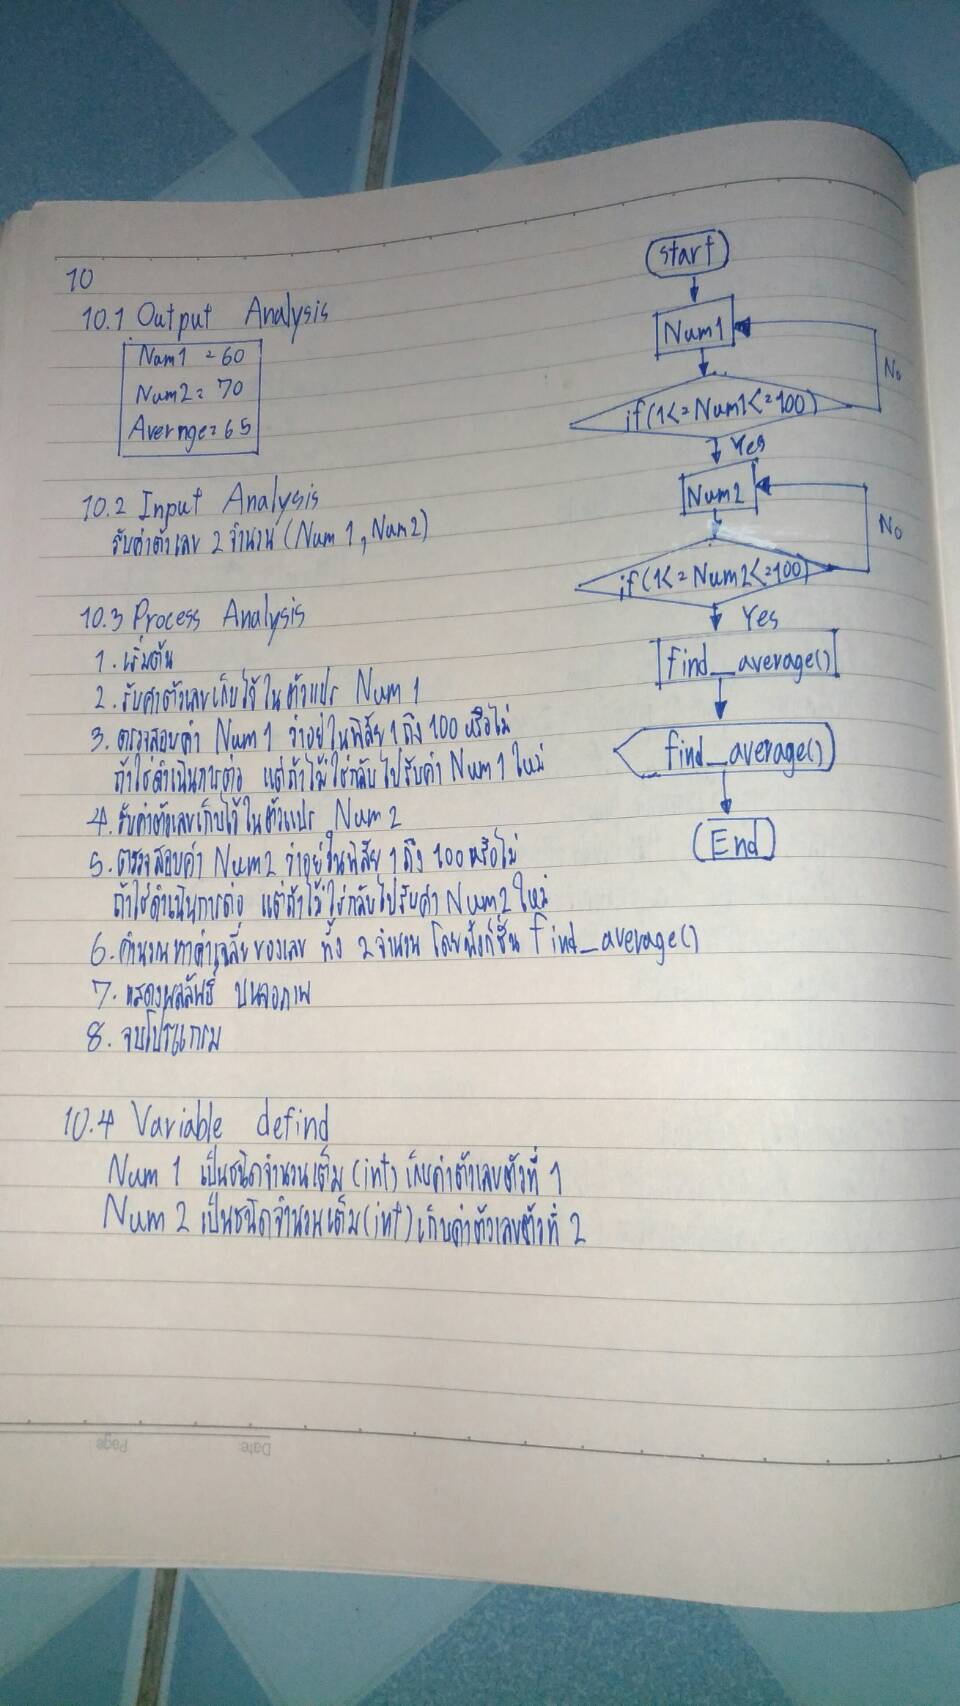 10
10.1 Output Analysis
Num1 = 60
Num2 = 70
Average = 65
10.2 Input Analysis
รับค่าตัวเลข 2 จำนวน (Num 1, Num2)
10.3 Process Analysis
1. เริ่มต้น
2. รับค่าตัวเลขเก็บไว้ในตัวแปร Num 1
3. ตรวจสอบค่า Num 1 ว่าอยู่ในพิสัย 1 ถึง 100 หรือไม่
ถ้าใช่ดำเนินการต่อ แต่ถ้าไม่ใช่กลับไปรับค่า Num 1 ใหม่
4. รับค่าตัวเลขเก็บไว้ในตัวแปร Num 2
5. ตรวจสอบค่า Num 2 ว่าอยู่ในพิสัย 1 ถึง 100 หรือไม่
ถ้าใช่ดำเนินการต่อ แต่ถ้าไม่ใช่กลับไปรับค่า Num 2 ใหม่
6. คำนวณหาค่าเฉลี่ยของเลข ทั้ง 2 จำนวน โดยฟังก์ชั่น find_average()
7. แสดงผลลัพธ์ บนจอภาพ
8. จบโปรแกรม
10.4 Variable defind
Num 1 เป็นชนิดจำนวนเต็ม (int) เก็บค่าตัวเลขตัวที่ 1
Num 2 เป็นชนิดจำนวนเต็ม (int) เก็บค่าตัวเลขตัวที่ 2
start
Num1
if(1<=Num1<=100)
No
Yes
Num2
if(1<=Num2<=100)
No
Yes
find_average()
find_average()
End
Date:
Page